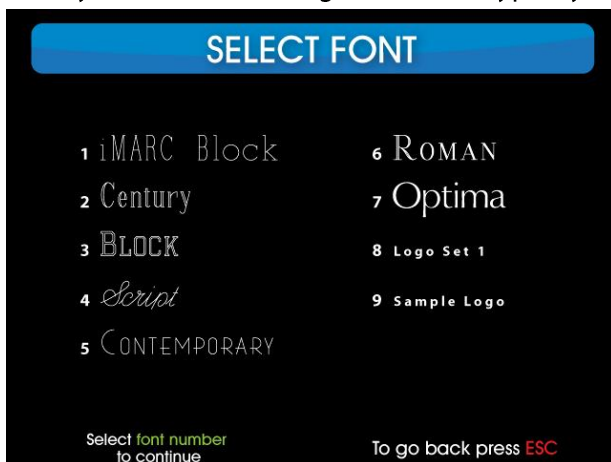 SELECT FONT
1 iMARC Block
2 Century
3 BLOCK
4 Script
5 CONTEMPORARY
6 ROMAN
7 Optima
8 Logo Set 1
9 Sample Logo
Select font number
to continue
To go back press ESC